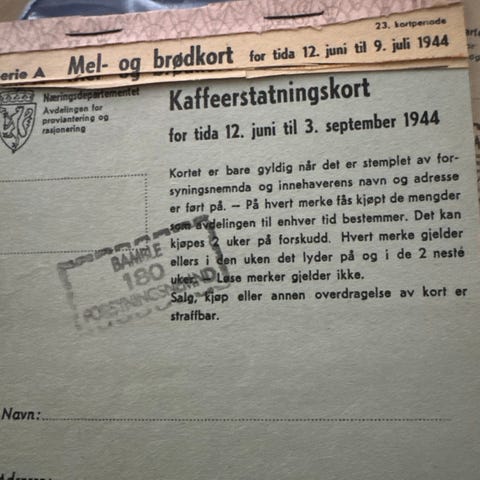 23. kortperiode
erie A Mel- og brødkort for tida 12. juni til 9. juli 1944
Næringsdepartementet
Avdelingen for
proviantering og
rasjonering
Kaffeerstatningskort
for tida 12. juni til 3. september 1944
Kortet er bare gyldig når det er stemplet av for-
syningsnemnda og innehaverens navn og adresse
er ført på. – På hvert merke fås kjøpt de mengder
som avdelingen til enhver tid bestemmer. Det kan
kjøpes 2 uker på forskudd. Hvert merke gjelder
ellers i den uken det lyder på og i de 2 nesté
uker. – Løse merker gjelder ikke.
Salg, kjøp eller annen overdragelse av kort er
straffbar.
BAMBLE
180
FORSYNINGSNEMND
Navn: